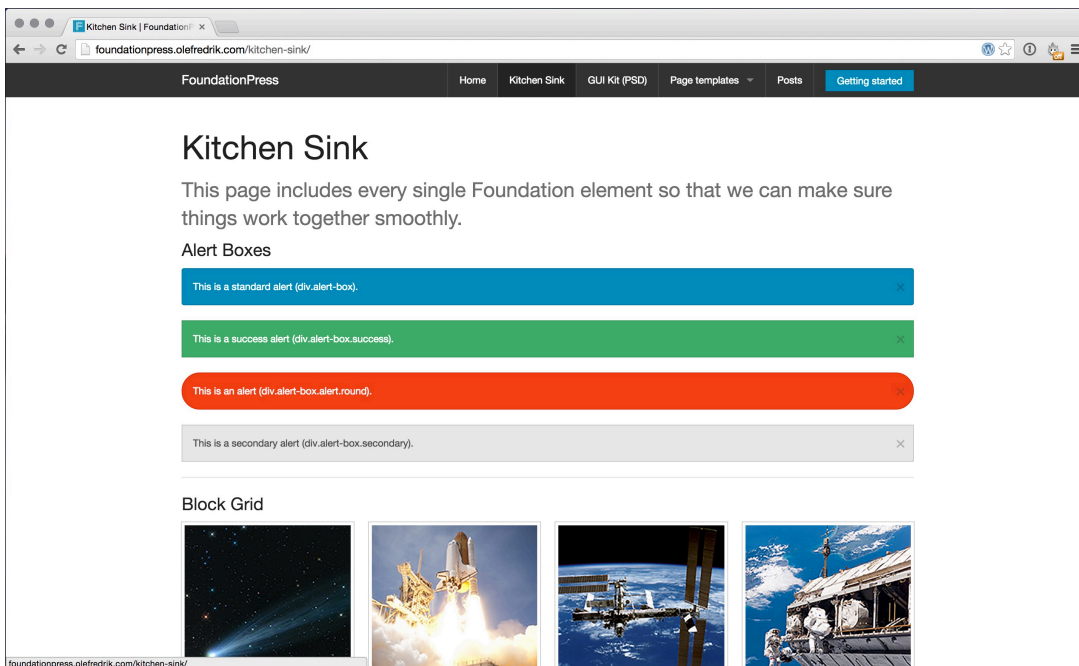 Kitchen Sink | FoundationP
foundationpress.olefredrik.com/kitchen-sink/
FoundationPress
Home
Kitchen Sink
GUI Kit (PSD)
Page templates
Posts
Getting started
Kitchen Sink
This page includes every single Foundation element so that we can make sure
things work together smoothly.
Alert Boxes
This is a standard alert (div.alert-box).
×
This is a success alert (div.alert-box.success).
×
This is an alert (div.alert-box.alert.round).
×
This is a secondary alert (div.alert-box.secondary).
×
Block Grid
foundationpress.olefredrik.com/kitchen-sink/